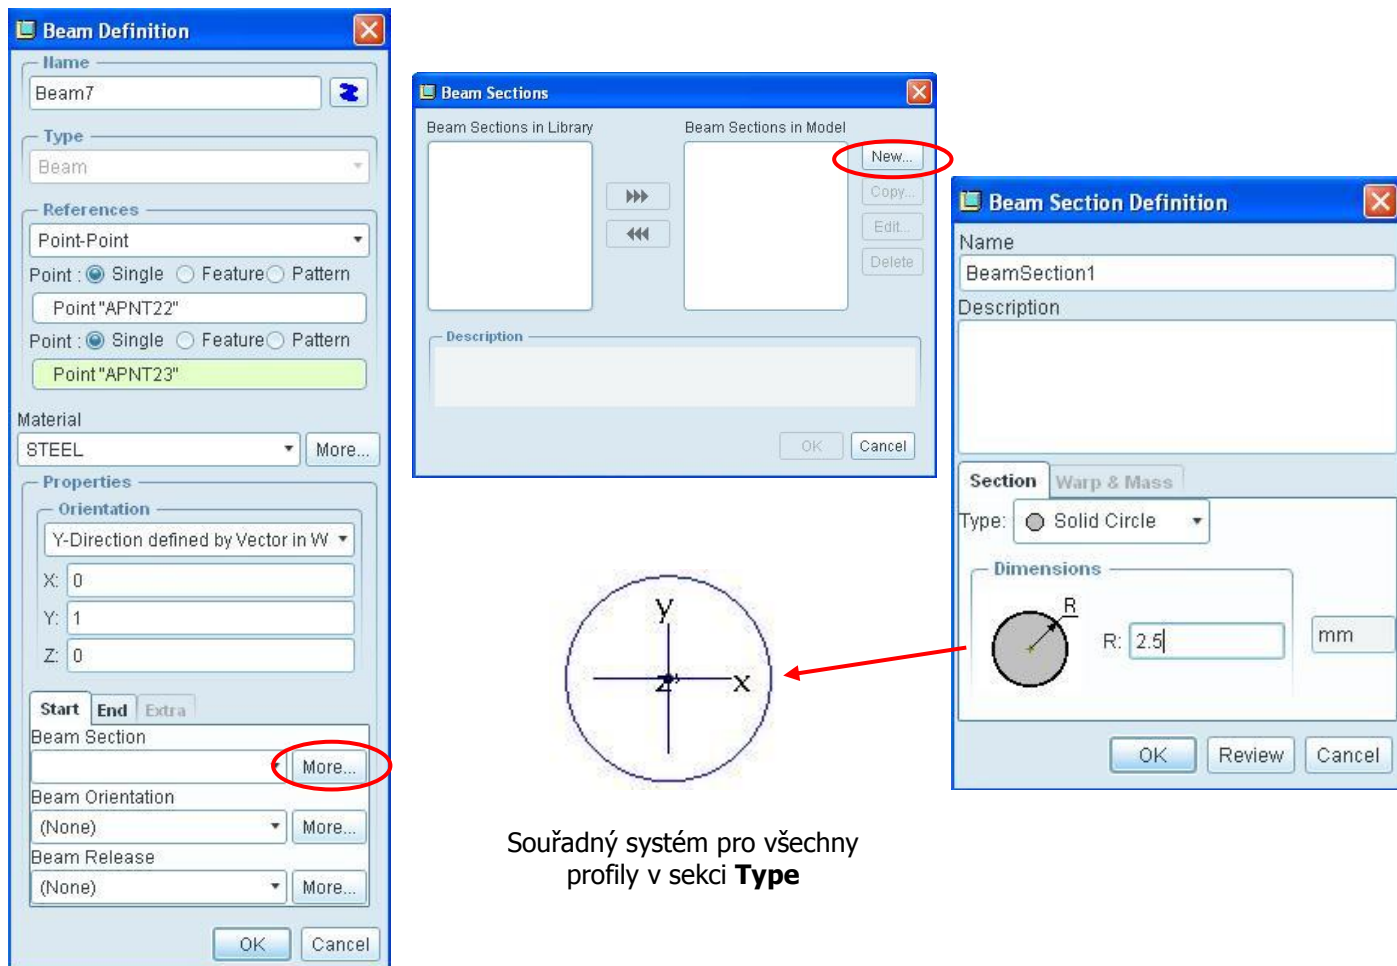 Beam Definition
Name
Beam7
Type
Beam
References
Point-Point
Point : Single Feature Pattern
Point "APNT22"
Point : Single Feature Pattern
Point "APNT23"
Material
STEEL More...
Properties
Orientation
Y-Direction defined by Vector in W
X: 0
Y: 1
Z: 0
Start End Extra
Beam Section
More...
Beam Orientation
(None) More...
Beam Release
(None) More...
OK Cancel
Beam Sections
Beam Sections in Library Beam Sections in Model
New...
Copy...
Edit...
Delete
Description
OK Cancel
Beam Section Definition
Name
BeamSection1
Description
Section Warp & Mass
Type: Solid Circle
Dimensions
R
R: 2.5 mm
OK Review Cancel
y
z x
Souřadný systém pro všechny
profily v sekci Type